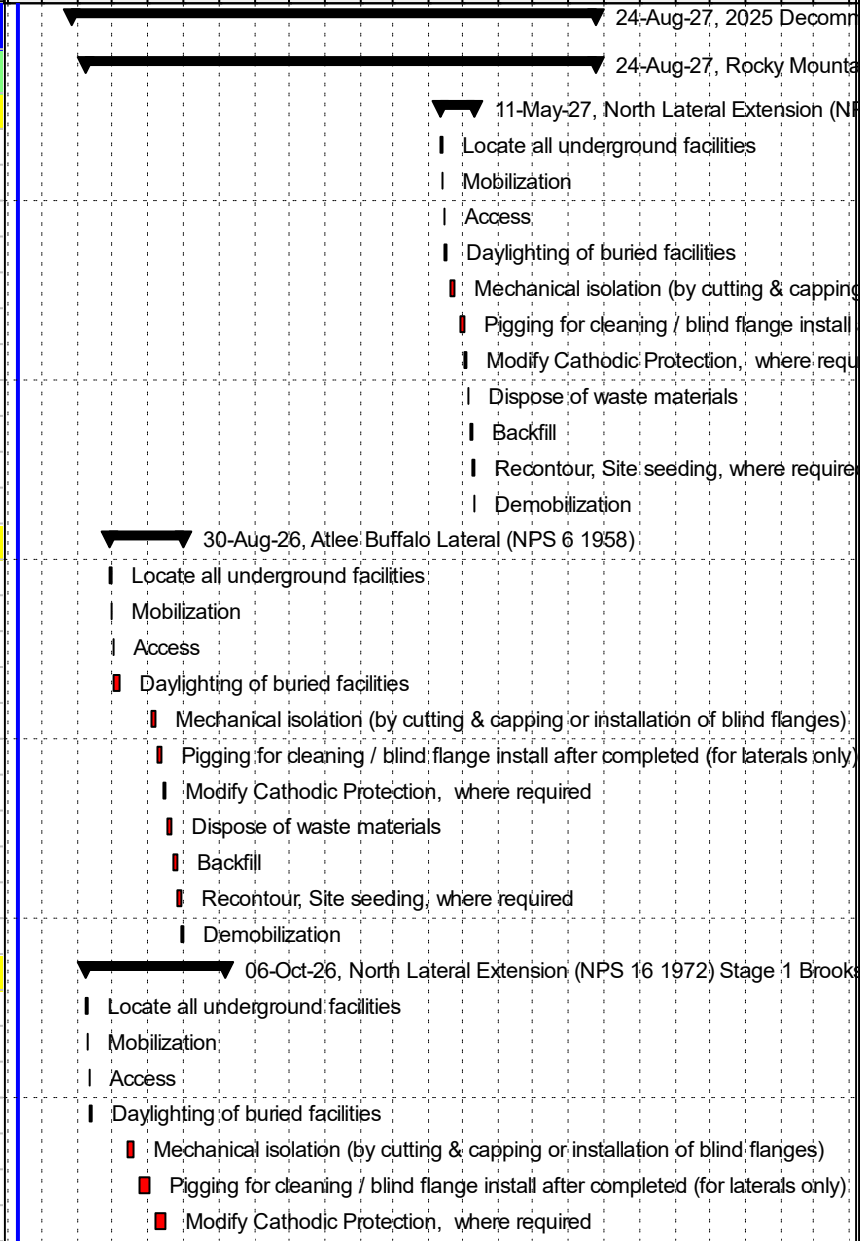 24-Aug-27, 2025 Decomm
24-Aug-27, Rocky Mounta
11-May-27, North Lateral Extension (NP
Locate all underground facilities
Mobilization
Access
Daylighting of buried facilities
Mechanical isolation (by cutting & capping
Pigging for cleaning / blind flange install
Modify Cathodic Protection,  where requ
Dispose of waste materials
Backfill
Recontour, Site seeding, where require
Demobilization
30-Aug-26, Atlee Buffalo Lateral (NPS 6 1958)
Locate all underground facilities
Mobilization
Access
Daylighting of buried facilities
Mechanical isolation (by cutting & capping or installation of blind flanges)
Pigging for cleaning / blind flange install after completed (for laterals only)
Modify Cathodic Protection,  where required
Dispose of waste materials
Backfill
Recontour, Site seeding, where required
Demobilization
06-Oct-26, North Lateral Extension (NPS 16 1972) Stage 1 Brooks
Locate all underground facilities
Mobilization
Access
Daylighting of buried facilities
Mechanical isolation (by cutting & capping or installation of blind flanges)
Pigging for cleaning / blind flange install after completed (for laterals only)
Modify Cathodic Protection,  where required